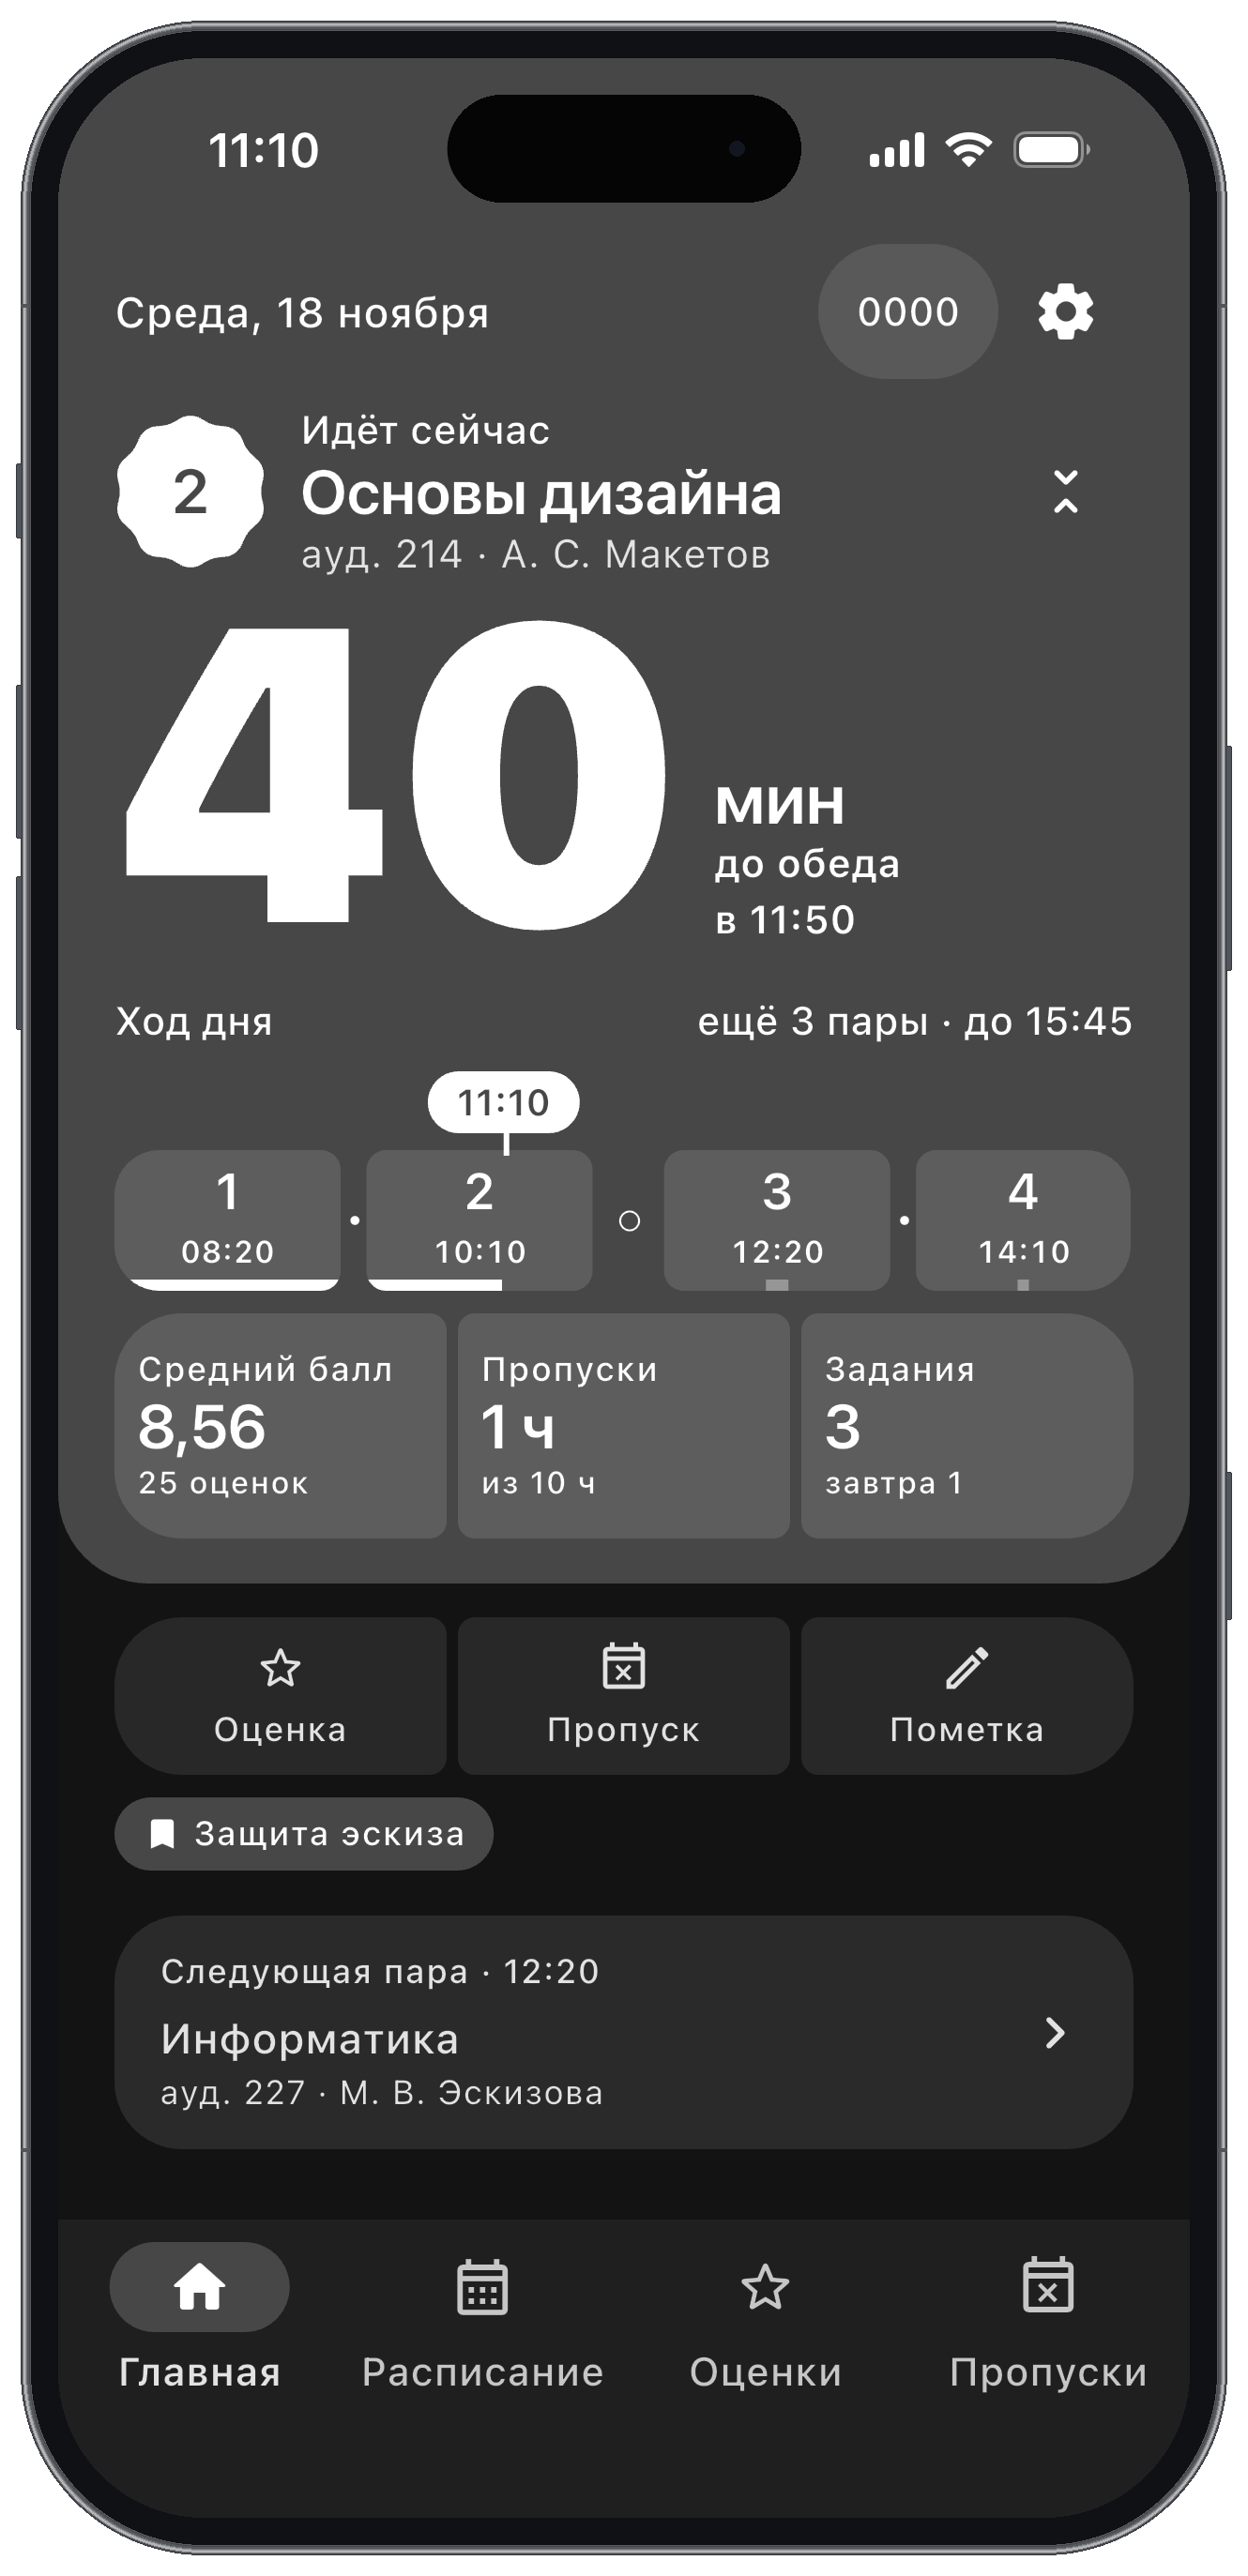 11:10
Среда, 18 ноября
0000
2
Идёт сейчас
Основы дизайна
ауд. 214 · А. С. Макетов
40
мин
до обеда
в 11:50
Ход дня
ещё 3 пары · до 15:45
11:10
1
08:20
2
10:10
3
12:20
4
14:10
Средний балл
8,56
25 оценок
Пропуски
1 ч
из 10 ч
Задания
3
завтра 1
Оценка
Пропуск
Пометка
Защита эскиза
Следующая пара · 12:20
Информатика
ауд. 227 · М. В. Эскизова
Главная
Расписание
Оценки
Пропуски